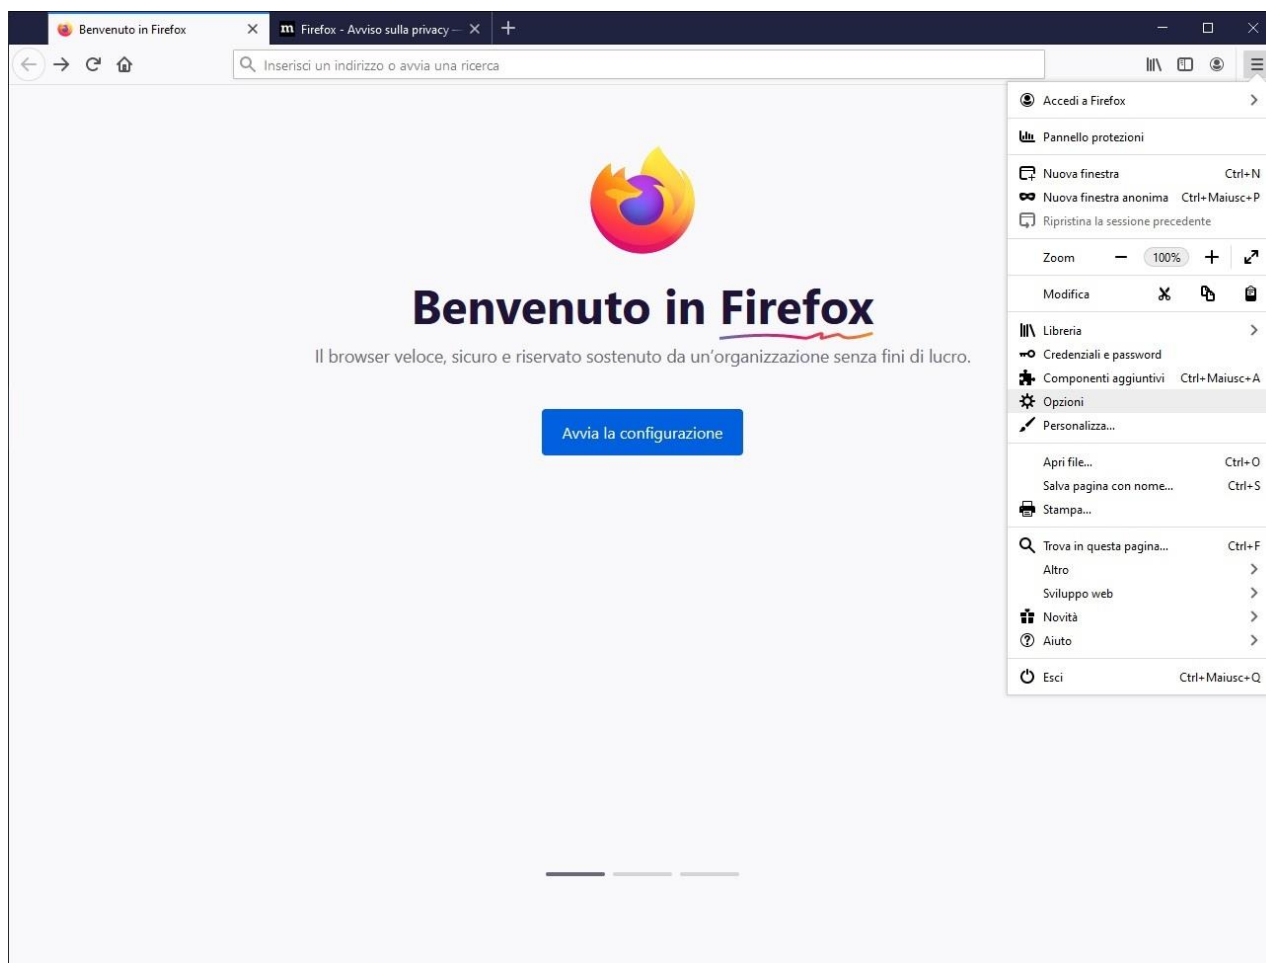 Benvenuto in Firefox
Firefox - Avviso sulla privacy —
Inserisci un indirizzo o avvia una ricerca
Accedi a Firefox
Pannello protezioni
Nuova finestra Ctrl+N
Nuova finestra anonima Ctrl+Maiusc+P
Ripristina la sessione precedente
Zoom 100%
Modifica
Libreria
Credenziali e password
Componenti aggiuntivi Ctrl+Maiusc+A
Opzioni
Personalizza...
Apri file... Ctrl+O
Salva pagina con nome... Ctrl+S
Stampa...
Trova in questa pagina... Ctrl+F
Altro
Sviluppo web
Novità
Aiuto
Esci Ctrl+Maiusc+Q
Benvenuto in Firefox
Il browser veloce, sicuro e riservato sostenuto da un’organizzazione senza fini di lucro.
Avvia la configurazione